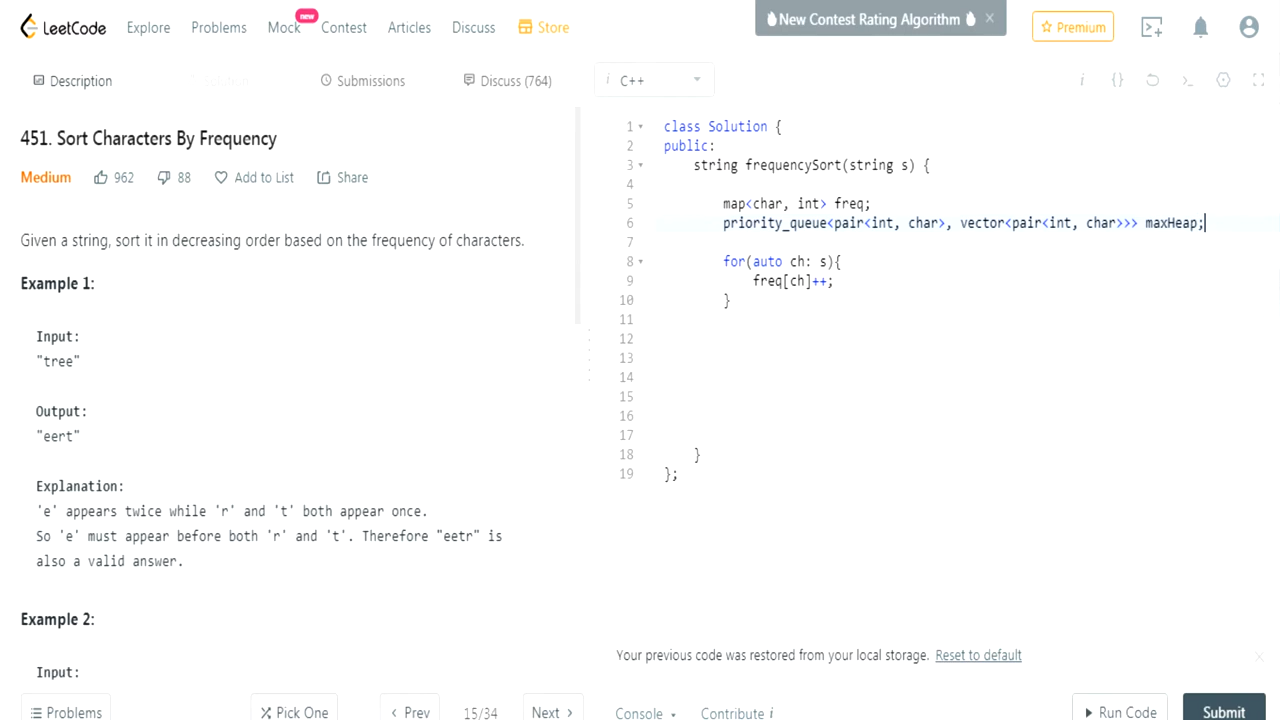 LeetCode Explore Problems Mock new Contest Articles Discuss Store
New Contest Rating Algorithm ×
Premium
Description Solution Submissions Discuss (764)
i C++
451. Sort Characters By Frequency
Medium 962 88 Add to List Share
Given a string, sort it in decreasing order based on the frequency of characters.
Example 1:
Input:
"tree"
Output:
"eert"
Explanation:
'e' appears twice while 'r' and 't' both appear once.
So 'e' must appear before both 'r' and 't'. Therefore "eetr" is
also a valid answer.
Example 2:
Input:
Problems Pick One < Prev 15/34 Next >
1 class Solution {
2 public:
3 string frequencySort(string s) {
4
5 map<char, int> freq;
6 priority_queue<pair<int, char>, vector<pair<int, char>>> maxHeap;
7
8 for(auto ch: s){
9 freq[ch]++;
10 }
11
12
13
14
15
16
17
18 }
19 };
Your previous code was restored from your local storage. Reset to default
Console Contribute i Run Code Submit